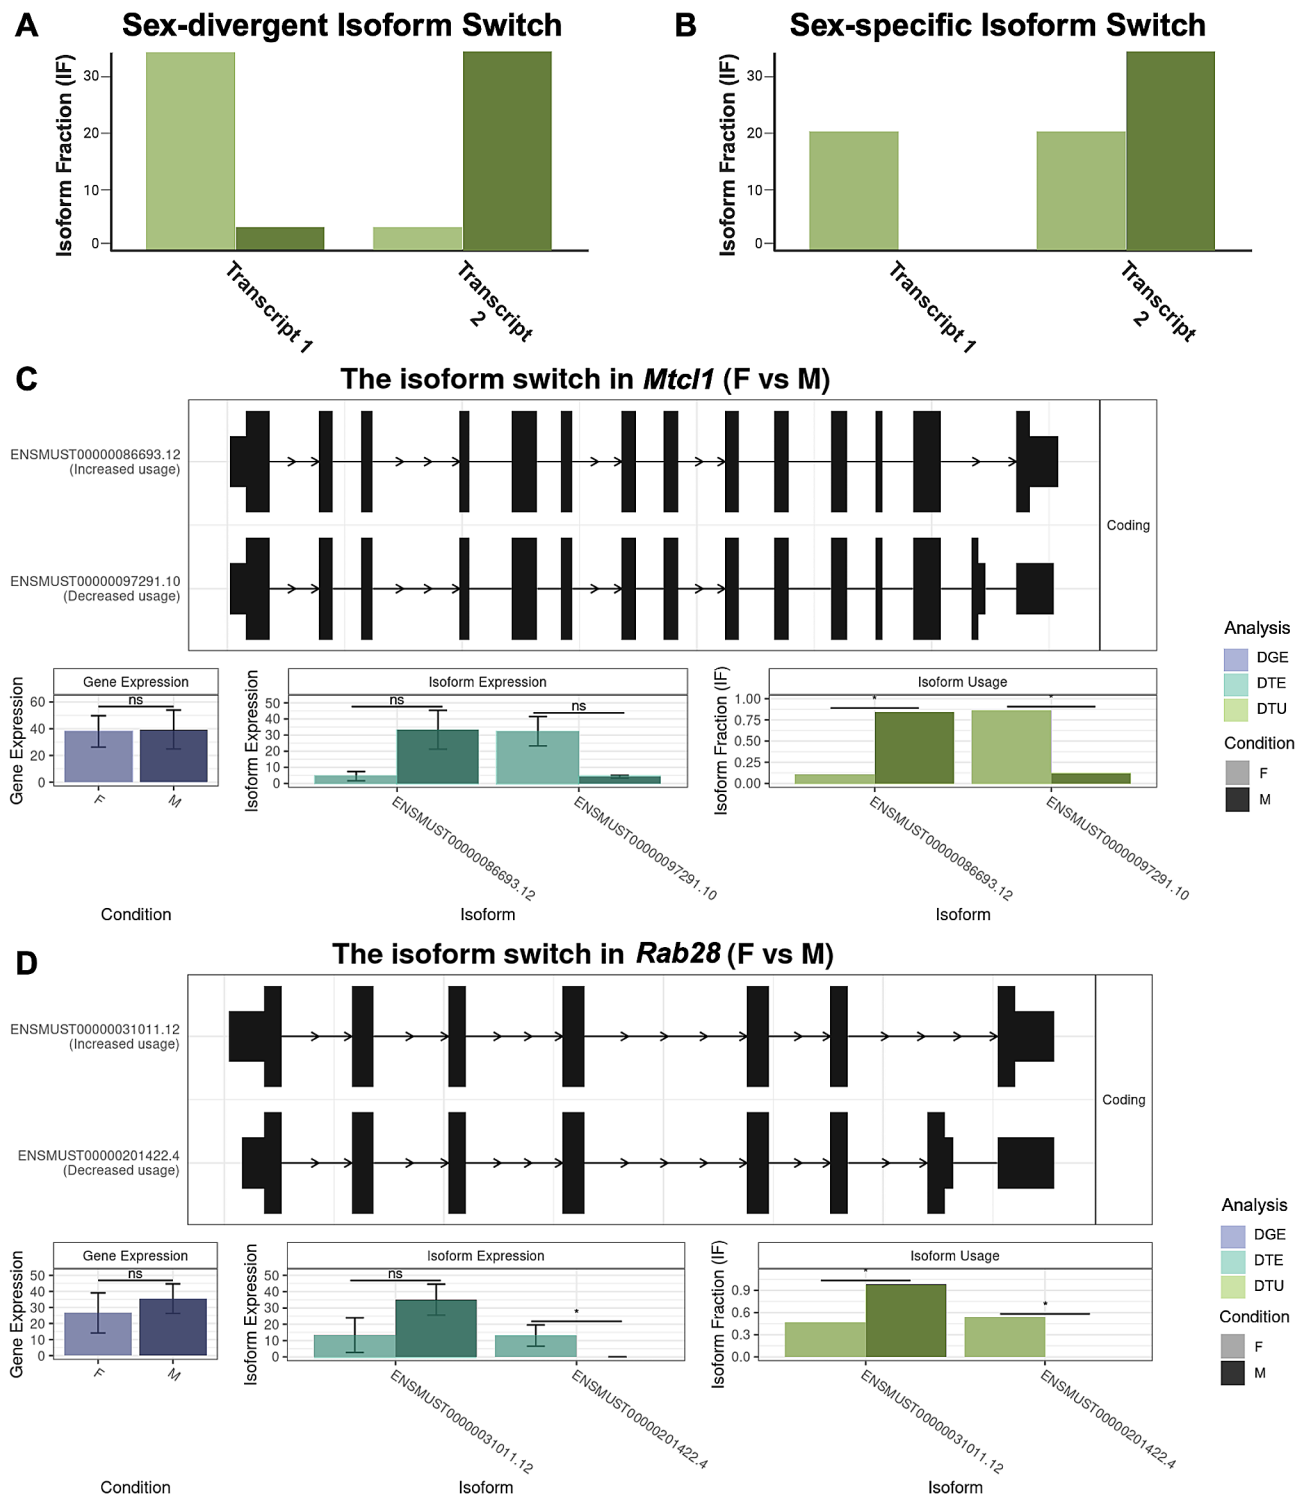 A
Sex-divergent Isoform Switch
Isoform Fraction (IF)
30
20
10
0
Transcript 1
Transcript
2
B
Sex-specific Isoform Switch
Isoform Fraction (IF)
30
20
10
0
Transcript 1
Transcript
2
C
The isoform switch in Mtcl1 (F vs M)
ENSMUST00000086693.12
(Increased usage)
ENSMUST00000097291.10
(Decreased usage)
Coding
Gene Expression
Gene Expression
60
40
20
0
ns
F
M
Condition
Isoform Expression
Isoform Expression
50
40
30
20
10
0
ns
ns
ENSMUST00000086693.12
ENSMUST00000097291.10
Isoform
Isoform Usage
Isoform Fraction (IF)
1.00
0.75
0.50
0.25
0.00
*
*
ENSMUST00000086693.12
ENSMUST00000097291.10
Isoform
Analysis
DGE
DTE
DTU
Condition
F
M
D
The isoform switch in Rab28 (F vs M)
ENSMUST00000031011.12
(Increased usage)
ENSMUST00000201422.4
(Decreased usage)
Coding
Gene Expression
Gene Expression
50
40
30
20
10
0
ns
F
M
Condition
Isoform Expression
Isoform Expression
50
40
30
20
10
0
ns
*
ENSMUST00000031011.12
ENSMUST00000201422.4
Isoform
Isoform Usage
Isoform Fraction (IF)
0.9
0.6
0.3
0.0
*
*
ENSMUST00000031011.12
ENSMUST00000201422.4
Isoform
Analysis
DGE
DTE
DTU
Condition
F
M